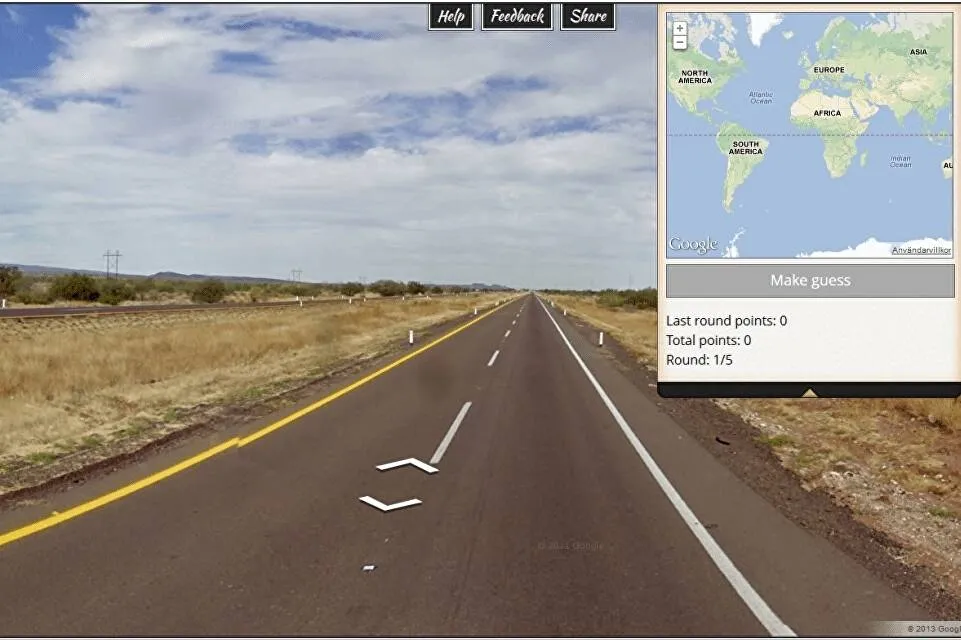 Help
Feedback
Share
+
−
NORTH
AMERICA
EUROPE
ASIA
Atlantic
Ocean
AFRICA
SOUTH
AMERICA
Indian
Ocean
AU
Google
Användarvillkor
Make guess
Last round points: 0
Total points: 0
Round: 1/5
© 2011 Google
© 2013 Goog